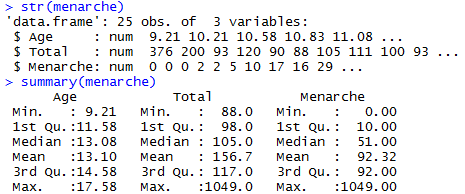 > str(menarche)
'data.frame': 25 obs. of 3 variables:
$ Age : num 9.21 10.21 10.58 10.83 11.08 ...
$ Total : num 376 200 93 120 90 88 105 111 100 93 ...
$ Menarche: num 0 0 0 2 2 5 10 17 16 29 ...
> summary(menarche)
Age Total Menarche
Min. : 9.21 Min. : 88.0 Min. : 0.00
1st Qu.:11.58 1st Qu.: 98.0 1st Qu.: 10.00
Median :13.08 Median : 105.0 Median : 51.00
Mean :13.10 Mean : 156.7 Mean : 92.32
3rd Qu.:14.58 3rd Qu.: 117.0 3rd Qu.: 92.00
Max. :17.58 Max. :1049.0 Max. :1049.00